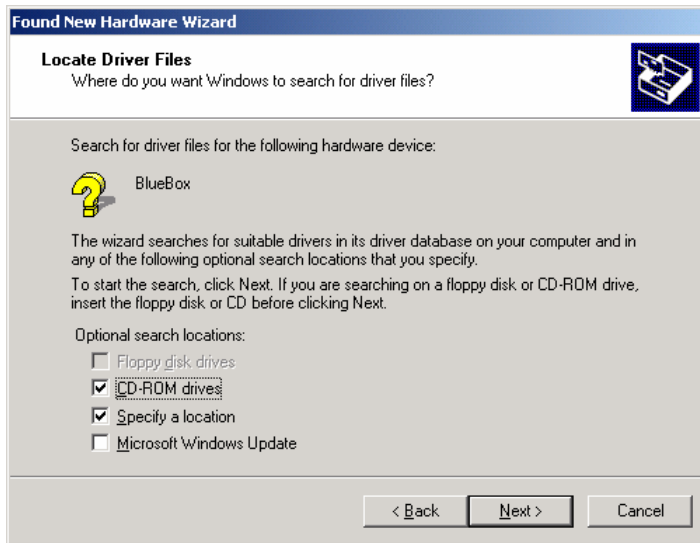 Found New Hardware Wizard
Locate Driver Files
Where do you want Windows to search for driver files?
Search for driver files for the following hardware device:
BlueBox
The wizard searches for suitable drivers in its driver database on your computer and in
any of the following optional search locations that you specify.
To start the search, click Next. If you are searching on a floppy disk or CD-ROM drive,
insert the floppy disk or CD before clicking Next.
Optional search locations:
Floppy disk drives
CD-ROM drives
Specify a location
Microsoft Windows Update
< Back Next > Cancel